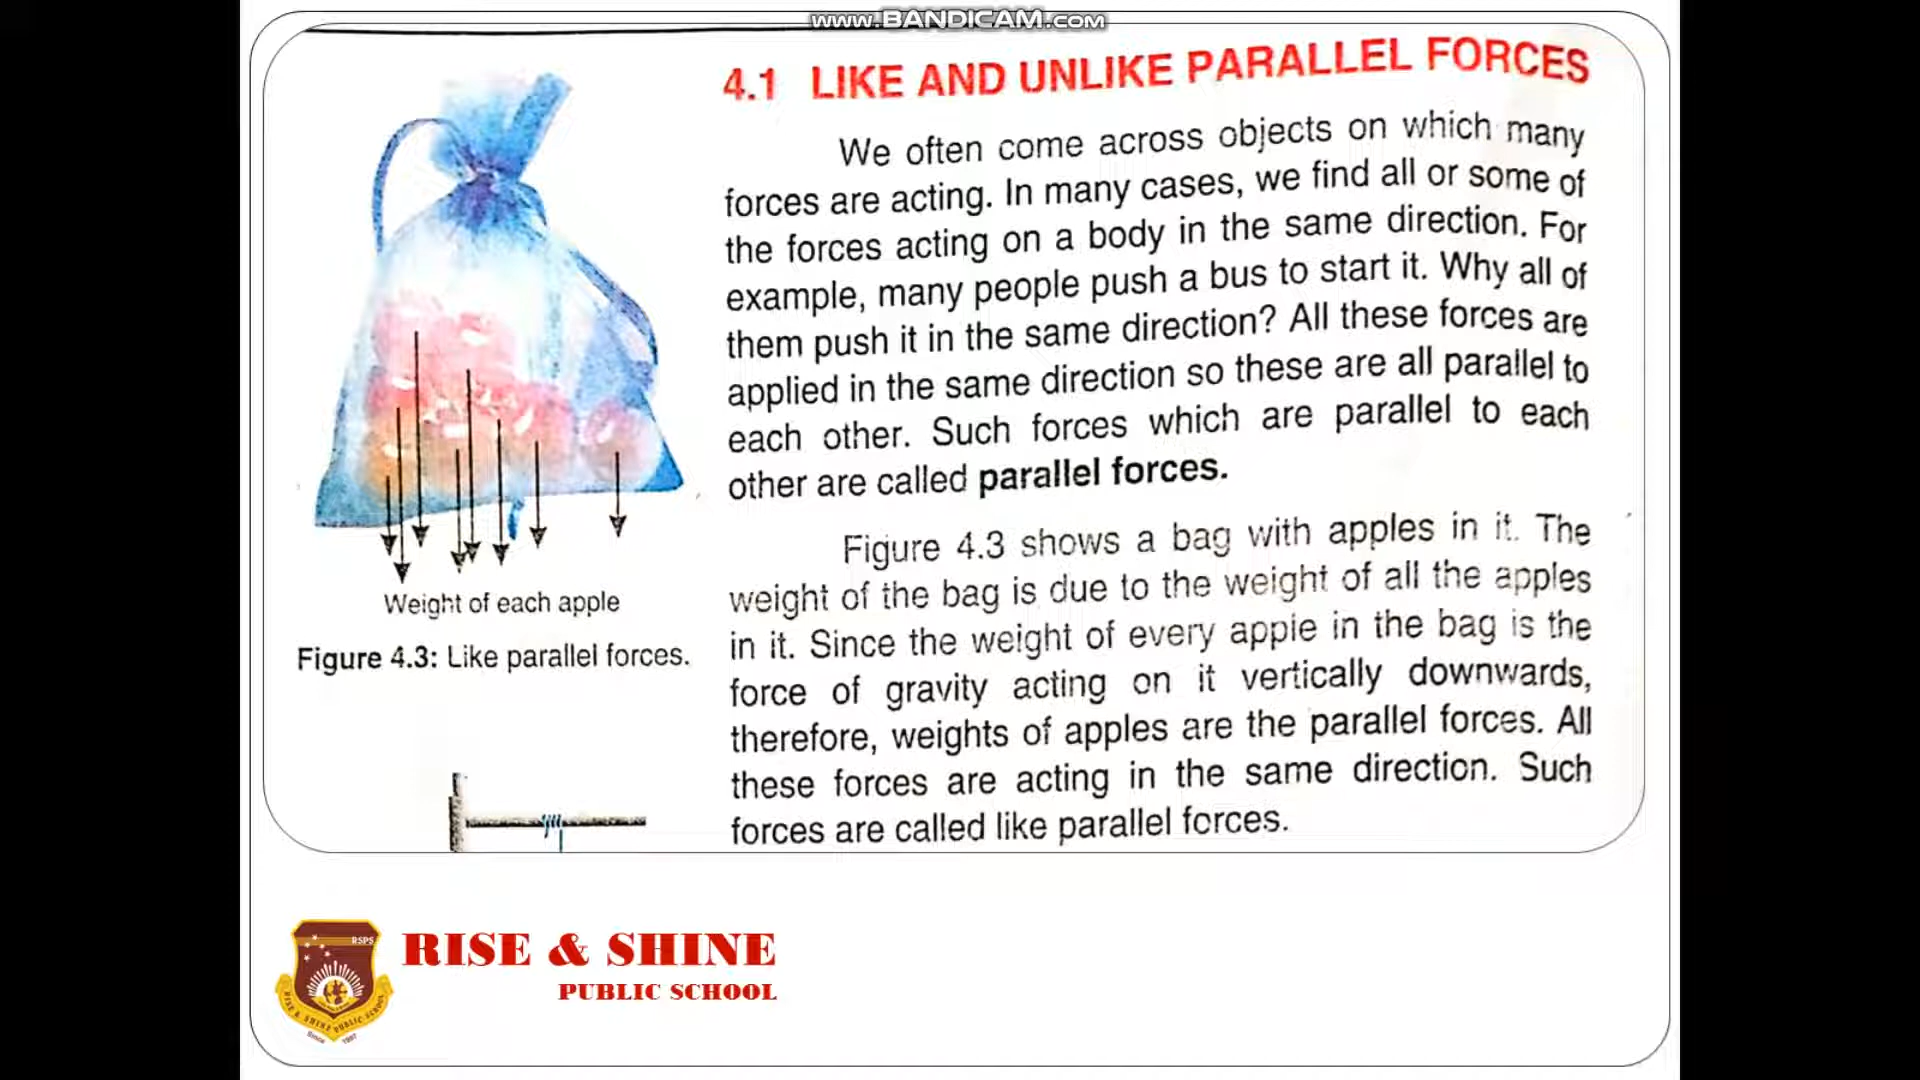 www.BANDICAM.com
4.1 LIKE AND UNLIKE PARALLEL FORCES
We often come across objects on which many
forces are acting. In many cases, we find all or some of
the forces acting on a body in the same direction. For
example, many people push a bus to start it. Why all of
them push it in the same direction? All these forces are
applied in the same direction so these are all parallel to
each other. Such forces which are parallel to each
other are called parallel forces.
Figure 4.3 shows a bag with apples in it. The
weight of the bag is due to the weight of all the apples
in it. Since the weight of every apple in the bag is the
force of gravity acting on it vertically downwards,
therefore, weights of apples are the parallel forces. All
these forces are acting in the same direction. Such
forces are called like parallel forces.
Weight of each apple
Figure 4.3: Like parallel forces.
RSPS
RISE & SHINE PUBLIC SCHOOL
Since 1997
RISE & SHINE
PUBLIC SCHOOL